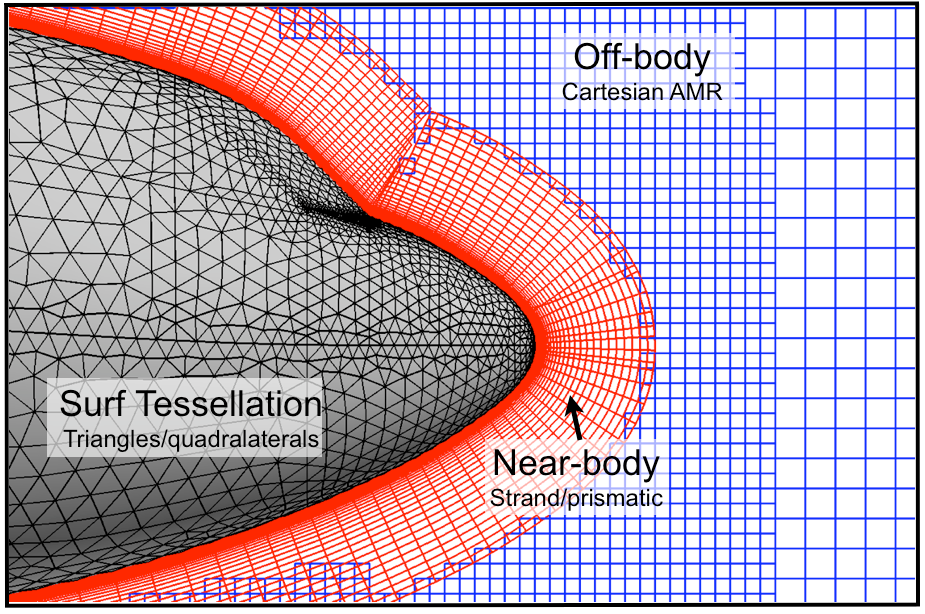 Off-body
Cartesian AMR
Surf Tessellation
Triangles/quadralaterals
Near-body
Strand/prismatic